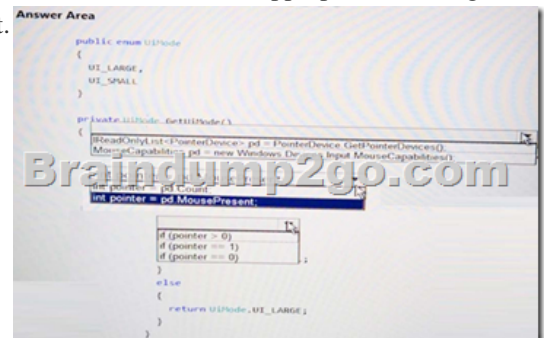 t.
Answer Area
public enum UiMode
{
UI_LARGE,
UI_SMALL
}
private UiMode GetUiMode()
{
IReadOnlyList<PointerDevice> pd = PointerDevice.GetPointerDevices();
MouseCapabilities pd = new Windows.Devices.Input.MouseCapabilities();
Braindump2go.com
int pointer = pd.Count;
int pointer = pd.MousePresent;
if (pointer > 0)
if (pointer == 1)
if (pointer == 0)
;
}
else
{
return UiMode.UI_LARGE;
}
}